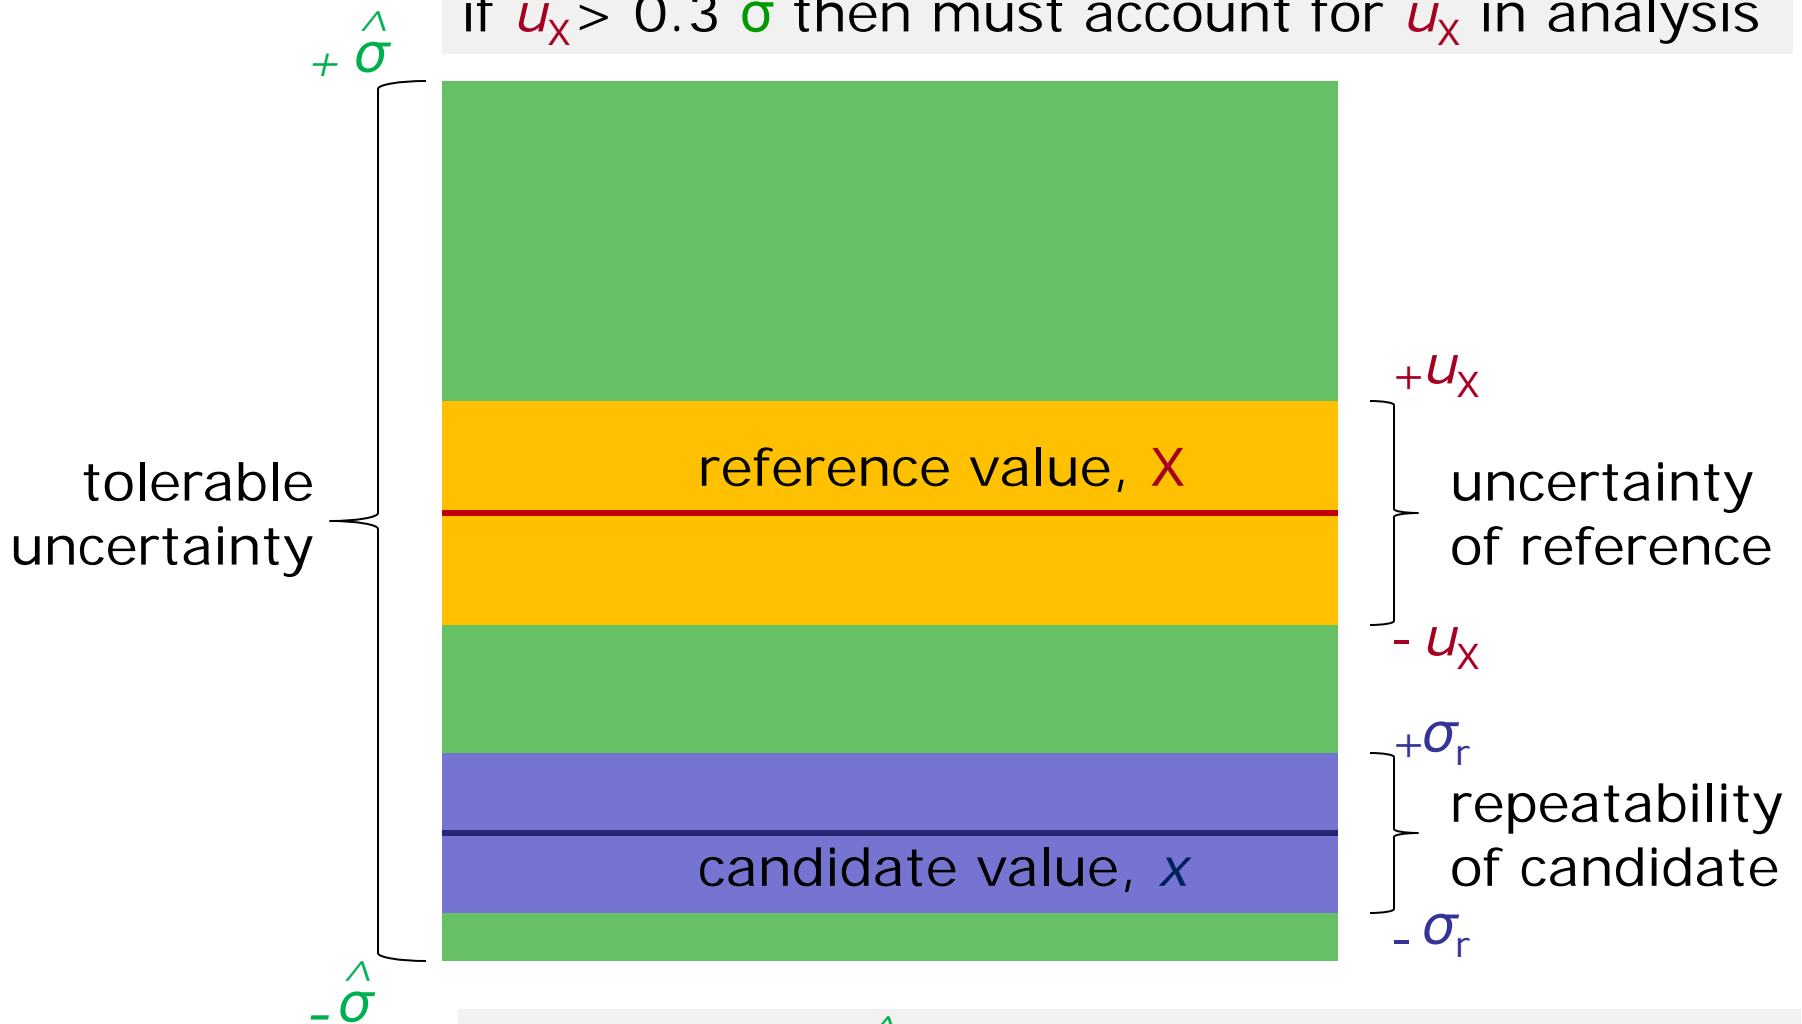 if uX > 0.3 σ then must account for uX in analysis
+ σ̂
+uX
reference value, X
tolerable
uncertainty
uncertainty
of reference
- uX
+σr
repeatability
of candidate
candidate value, x
- σr
- σ̂